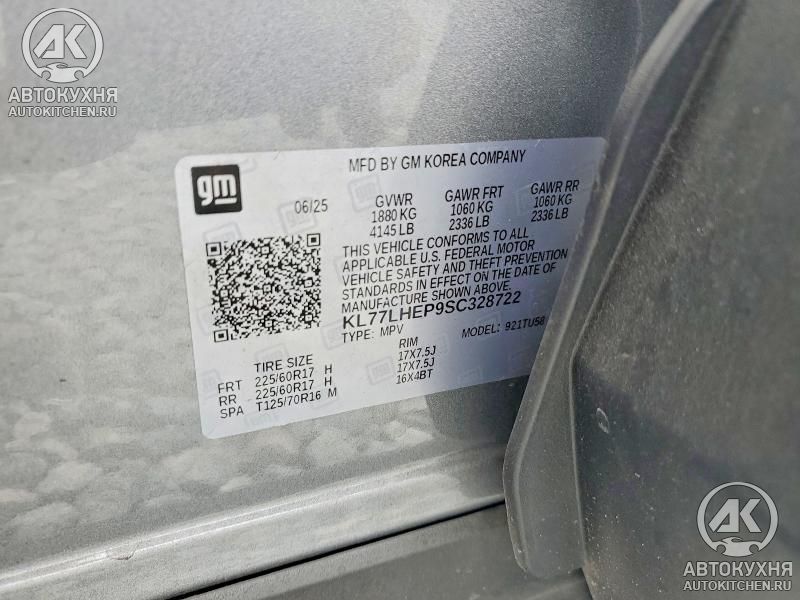 AK
АВТОКУХНЯ
AUTOKITCHEN.RU
gm
MFD BY GM KOREA COMPANY
06/25 GVWR GAWR FRT GAWR RR
1880 KG 1060 KG 1060 KG
4145 LB 2336 LB 2336 LB
THIS VEHICLE CONFORMS TO ALL
APPLICABLE U.S. FEDERAL MOTOR
VEHICLE SAFETY AND THEFT PREVENTION
STANDARDS IN EFFECT ON THE DATE OF
MANUFACTURE SHOWN ABOVE.
KL77LHEP9SC328722
TYPE: MPV MODEL: 921TU58
TIRE SIZE RIM
FRT 225/60R17 H 17X7.5J
RR 225/60R17 H 17X7.5J
SPA T125/70R16 M 16X4BT
AK
АВТОКУХНЯ
AUTOKITCHEN.RU